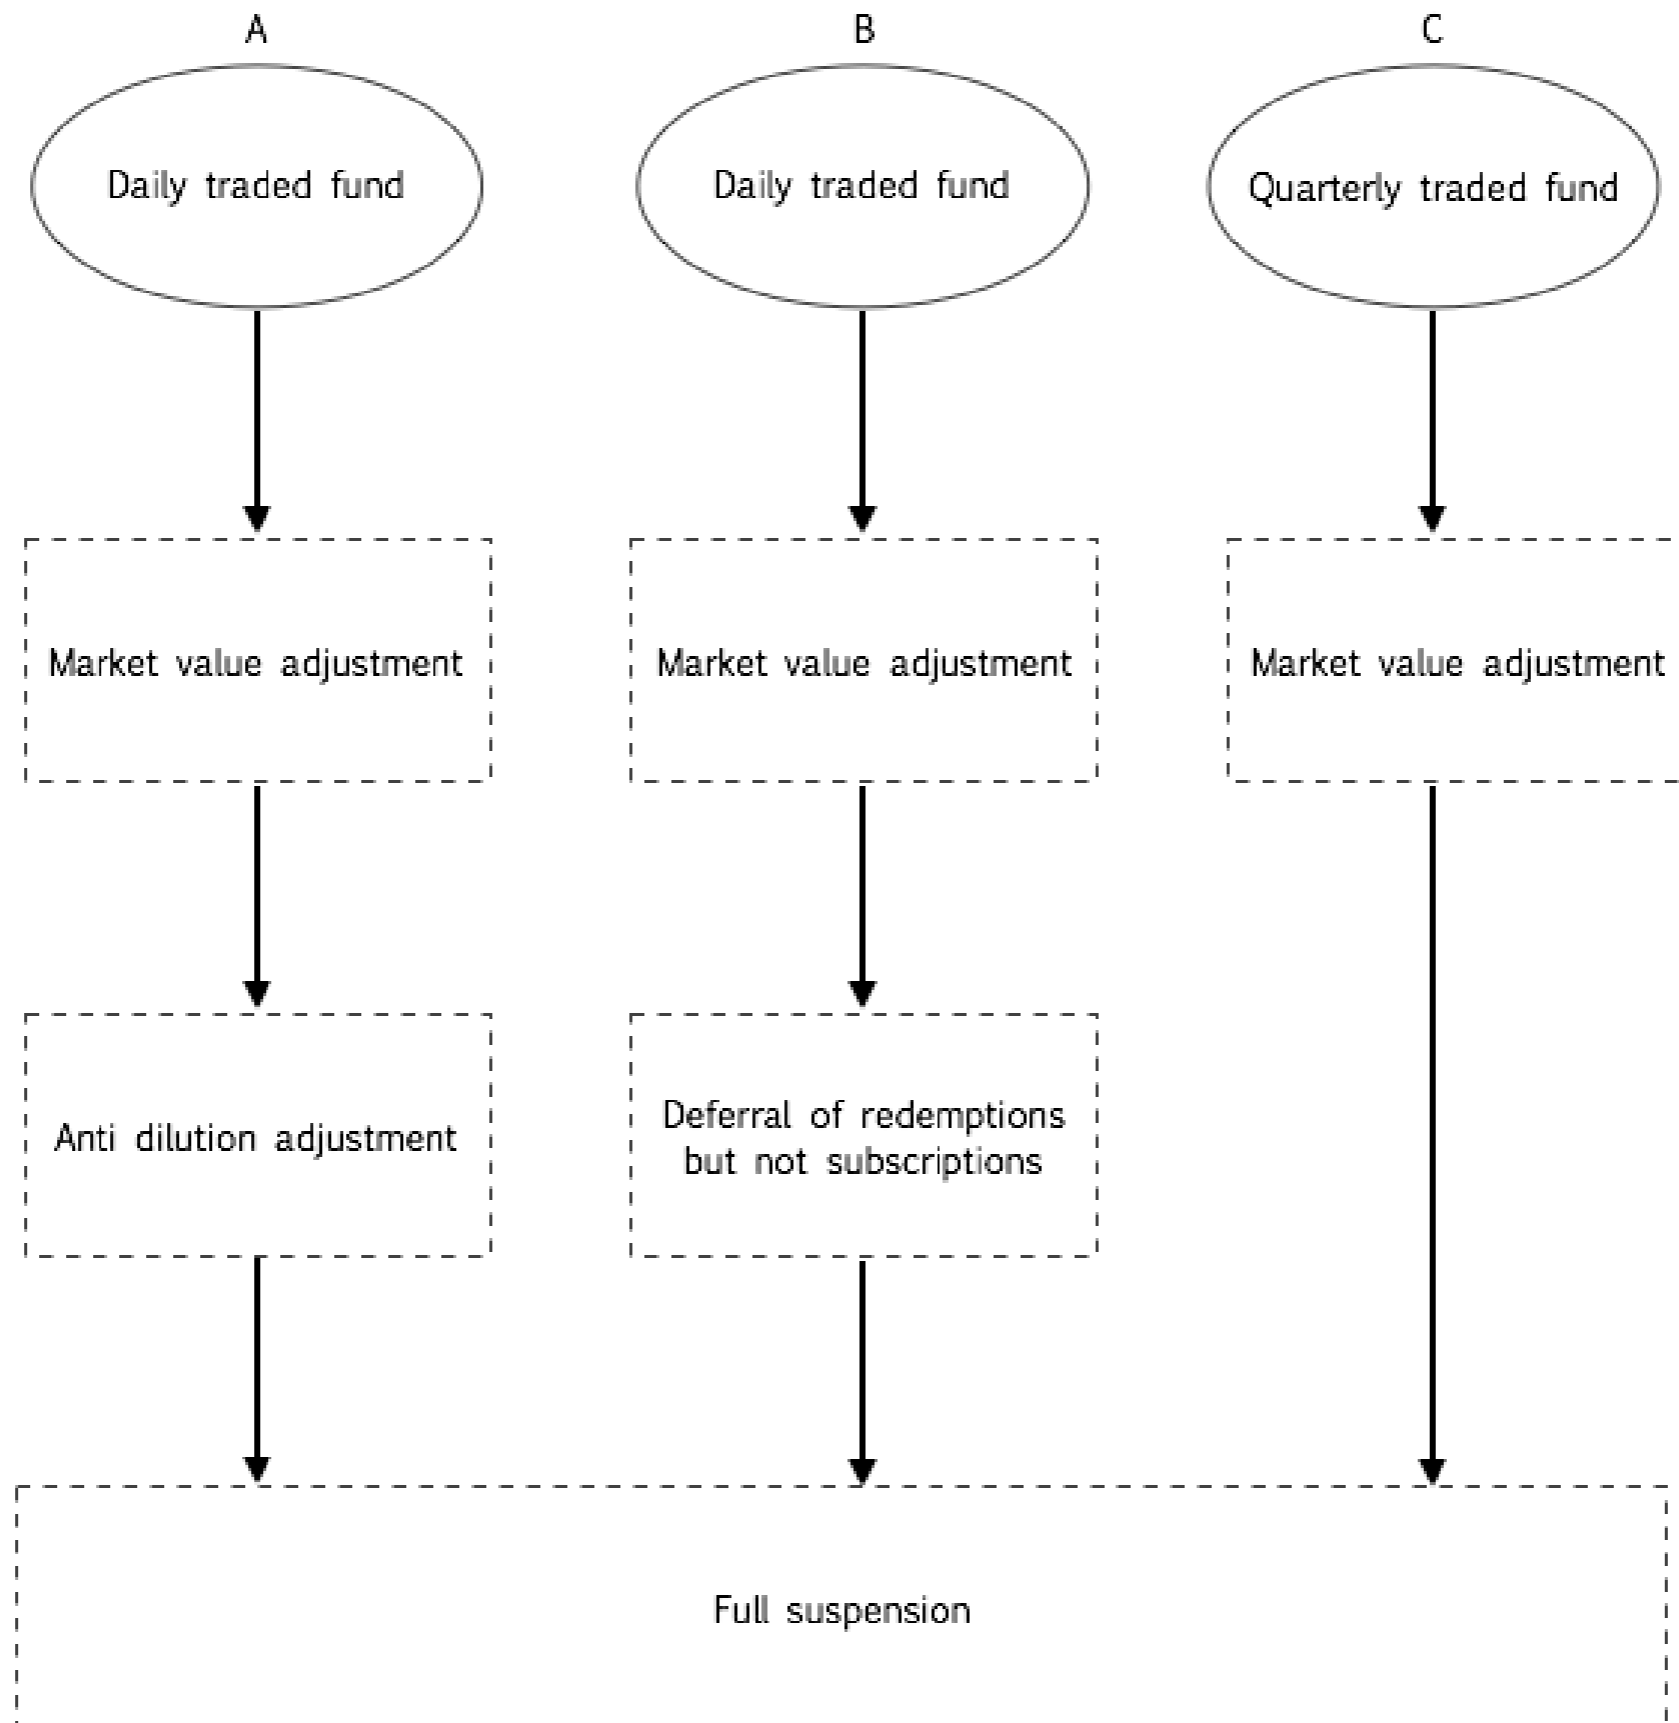 A
B
C
Daily traded fund
Daily traded fund
Quarterly traded fund
Market value adjustment
Market value adjustment
Market value adjustment
Anti dilution adjustment
Deferral of redemptions
but not subscriptions
Full suspension